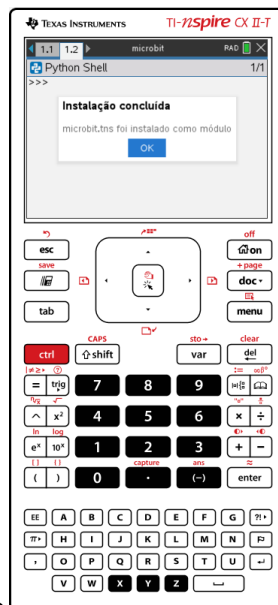 TEXAS INSTRUMENTS TI-nspire CX II-T
1.1 1.2 microbit RAD
Python Shell 1/1
>>>
Instalação concluída
microbit.tns foi instalado como módulo
OK
off
esc on
save +page
doc
tab menu
CAPS sto→ clear
ctrl shift var del
= trig 7 8 9
^ x² 4 5 6 × ÷
ln log
eˣ 10ˣ 1 2 3 + −
[ ] { } capture ans ≈
( ) 0 . (−) enter
EE A B C D E F G ?!
π H I J K L M N
, O P Q R S T U
V W X Y Z